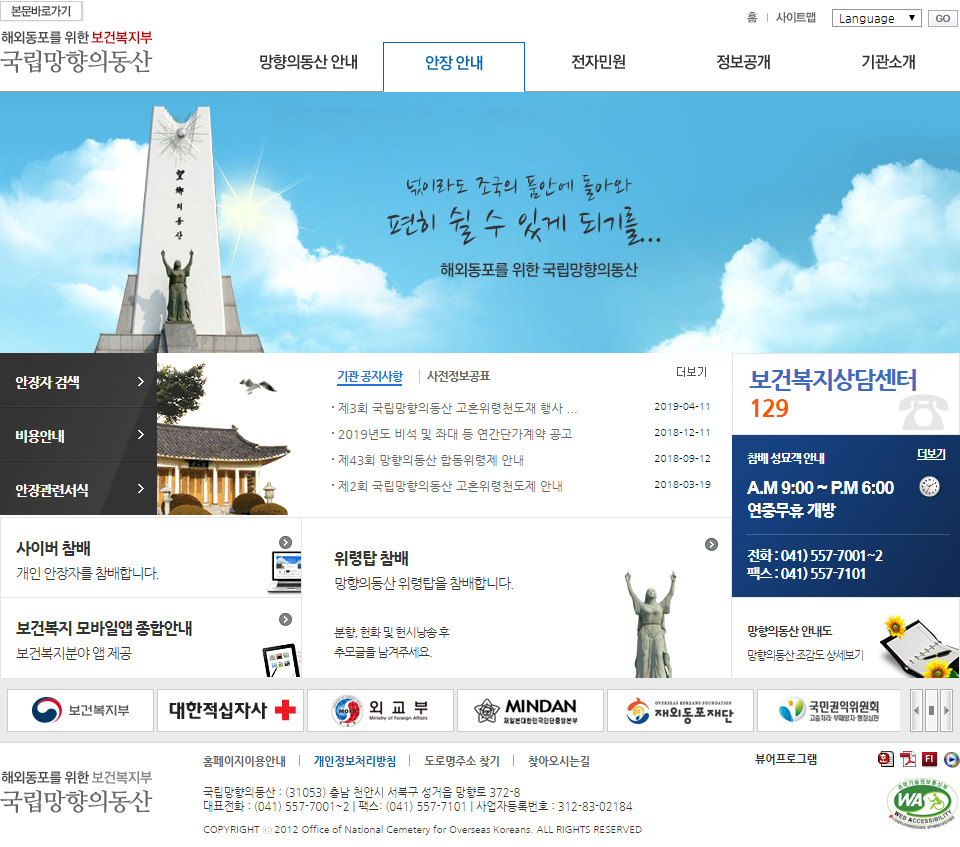 본문바로가기
홈 | 사이트맵 Language GO
해외동포를 위한 보건복지부
국립망향의동산
망향의동산 안내 안장 안내 전자민원 정보공개 기관소개
望鄕의동산
넋이라도 조국의 품안에 돌아와
편히 쉴 수 있게 되기를...
해외동포를 위한 국립망향의동산
안장자 검색
비용안내
안장관련서식
기관 공지사항 | 사전정보공표 더보기
· 제3회 국립망향의동산 고혼위령천도재 행사 ... 2019-04-11
· 2019년도 비석 및 좌대 등 연간단가계약 공고 2018-12-11
· 제43회 망향의동산 합동위령제 안내 2018-09-12
· 제2회 국립망향의동산 고혼위령천도제 안내 2018-03-19
보건복지상담센터
129
참배 성묘객 안내 더보기
A.M 9:00 ~ P.M 6:00
연중무휴 개방
전화 : 041) 557-7001~2
팩스 : 041) 557-7101
사이버 참배
개인 안장자를 참배합니다.
보건복지 모바일앱 종합안내
보건복지분야 앱 제공
위령탑 참배
망향의동산 위령탑을 참배합니다.
분향, 헌화 및 헌시낭송 후
추모글을 남겨주세요.
망향의동산 안내도
망향의동산 조감도 상세보기
보건복지부
대한적십자사
MOFA 외교부
Ministry of Foreign Affairs
MINDAN
재일본대한민국민단중앙본부
OVERSEAS KOREANS FOUNDATION
재외동포재단
국민권익위원회
고충처리·부패방지·행정심판
홈페이지이용안내 | 개인정보처리방침 | 도로명주소 찾기 | 찾아오시는길
뷰어프로그램
해외동포를 위한 보건복지부
국립망향의동산
국립망향의동산 : (31053) 충남 천안시 서북구 성거읍 망향로 372-8
대표전화 : (041) 557-7001~2 | 팩스: (041) 557-7101 | 사업자등록번호 : 312-83-02184
COPYRIGHT ⓒ 2012 Office of National Cemetery for Overseas Koreans. ALL RIGHTS RESERVED
과학기술정보통신부
WA
WEB ACCESSIBILITY